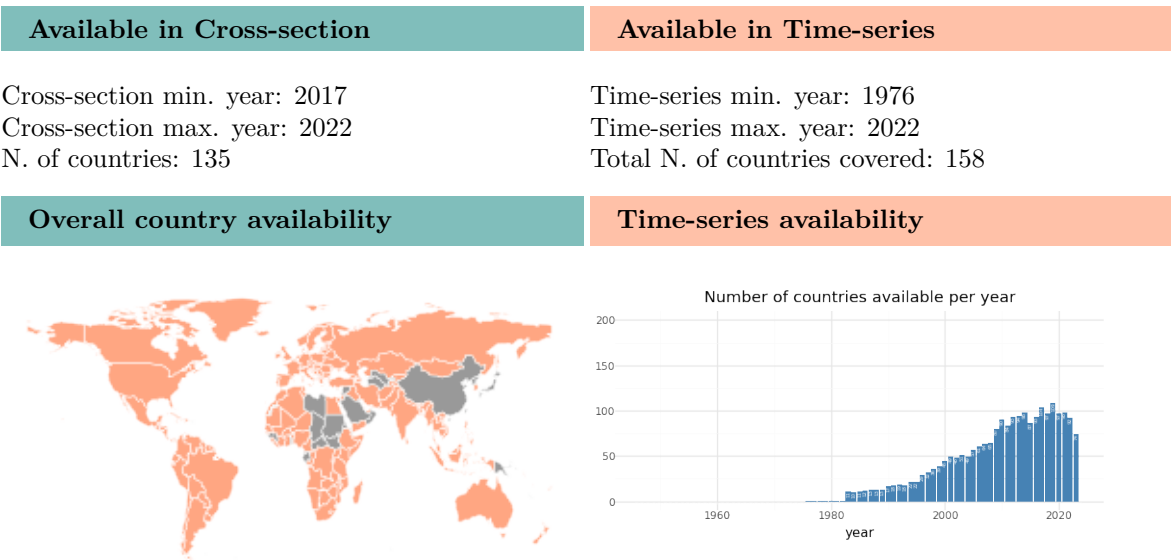 Available in Cross-section
Available in Time-series
Cross-section min. year: 2017
Cross-section max. year: 2022
N. of countries: 135
Time-series min. year: 1976
Time-series max. year: 2022
Total N. of countries covered: 158
Overall country availability
Time-series availability
Number of countries available per year
200
150
100
50
0
1960
1980
2000
2020
year